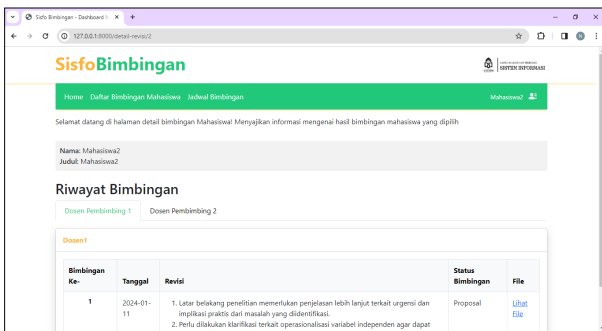 Sisfo Bimbingan - Dashboard
127.0.0.1:8000/detail-revisi/2
SisfoBimbingan
SISTEM INFORMASI
Home Daftar Bimbingan Mahasiswa Jadwal Bimbingan Mahasiswa2
Selamat datang di halaman detail bimbingan Mahasiswa! Menyajikan informasi mengenai hasil bimbingan mahasiswa yang dipilih
Nama: Mahasiswa2
Judul: Mahasiswa2
Riwayat Bimbingan
Dosen Pembimbing 1 Dosen Pembimbing 2
Dosen1
Bimbingan Ke- Tanggal Revisi Status Bimbingan File
1 2024-01-11 1. Latar belakang penelitian memerlukan penjelasan lebih lanjut terkait urgensi dan Proposal Lihat File
implikasi praktis dari masalah yang diidentifikasi.
2. Perlu dilakukan klarifikasi terkait operasionalisasi variabel independen agar dapat